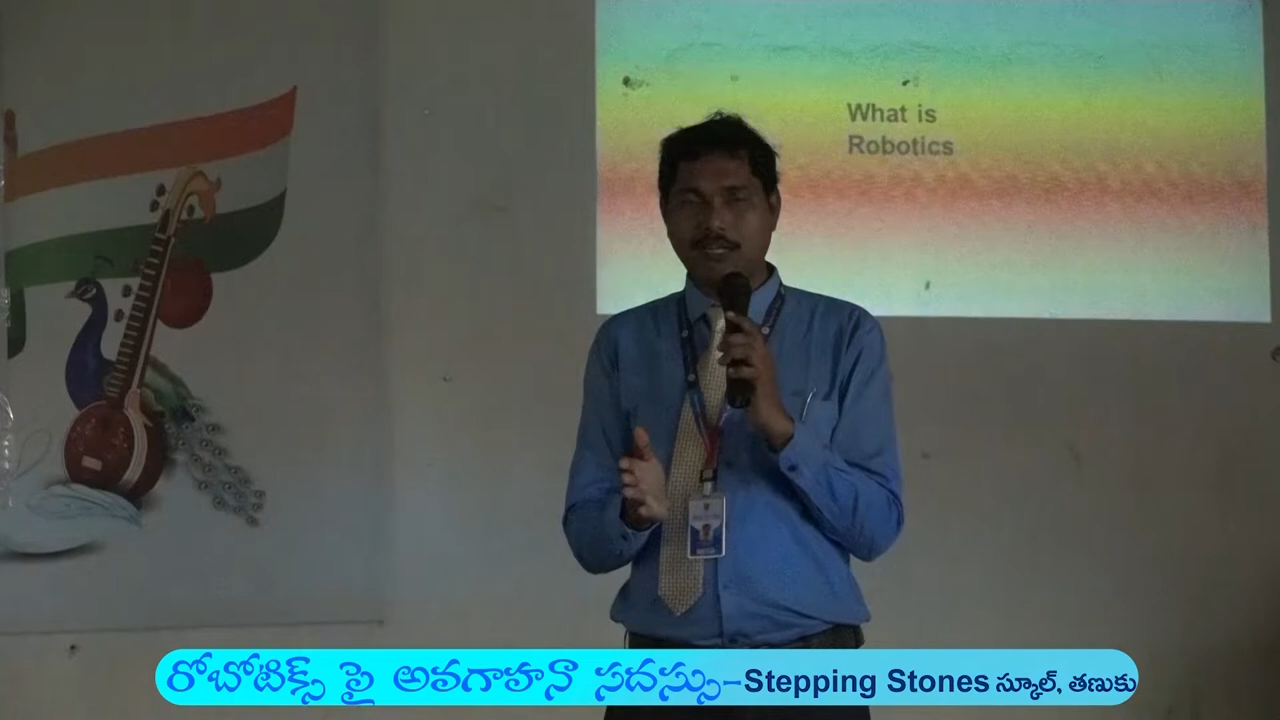 What is
Robotics
రోబోటిక్స్ పై అవగాహనా సదస్సు-Stepping Stones స్కూల్, తణుకు